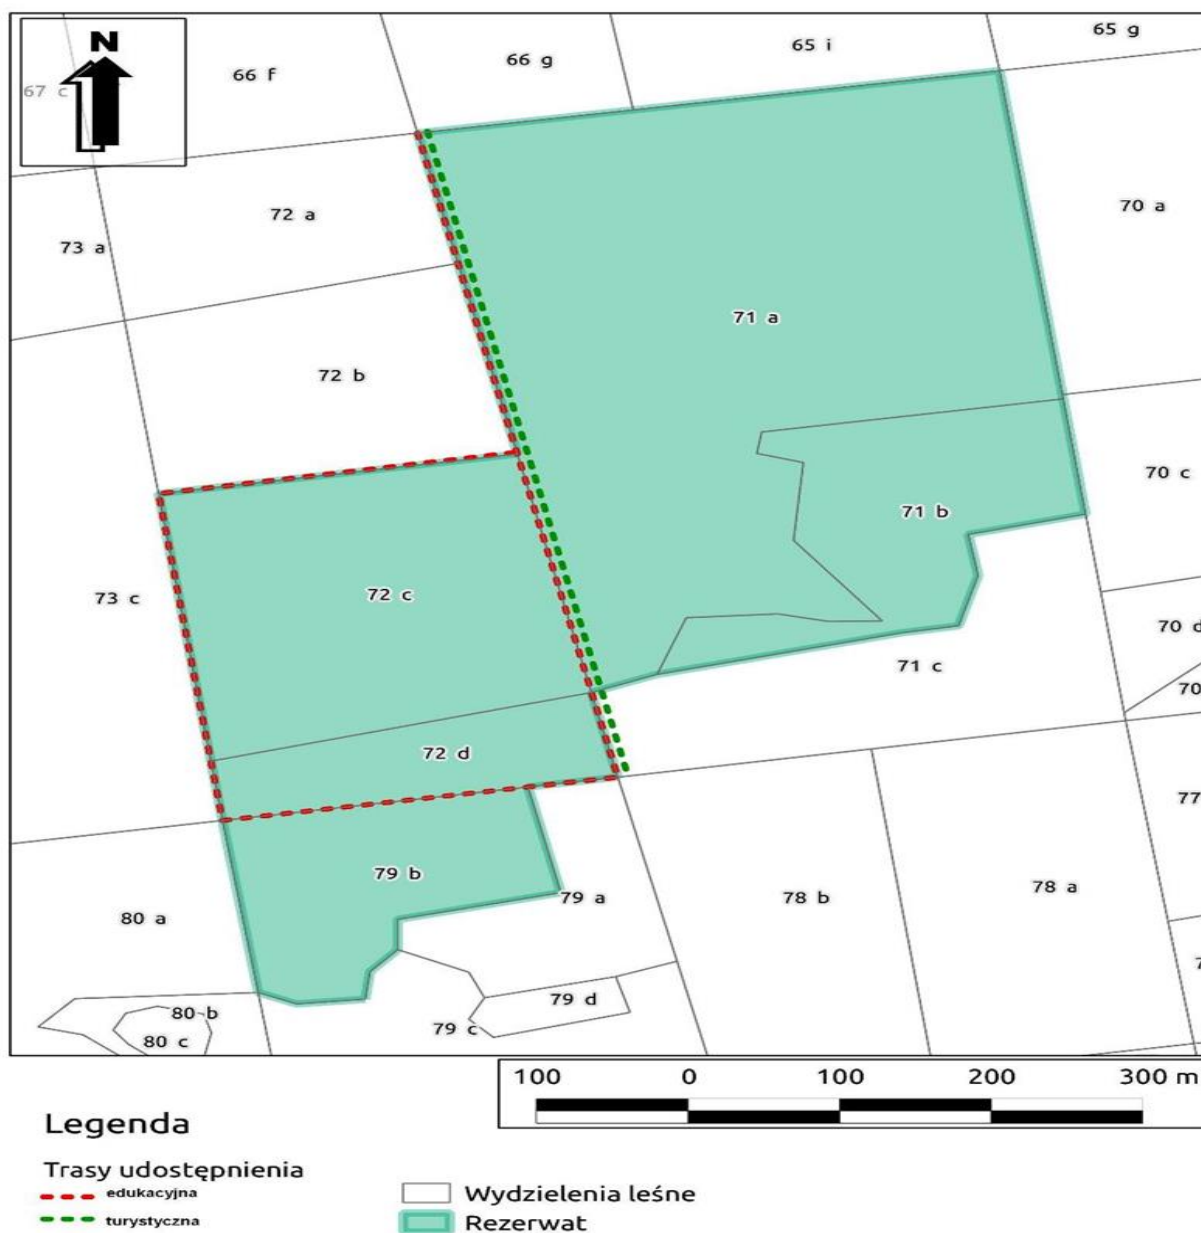 N
67 c
66 f
66 g
65 i
65 g
72 a
73 a
70 a
71 a
72 b
70 c
71 b
73 c
72 c
70 d
71 c
70
72 d
77
79 b
79 a
78 b
78 a
80 a
79 d
80 b
79 c
80 c
100 0 100 200 300 m
Legenda
Trasy udostępnienia
edukacyjna
turystyczna
Wydzielenia leśne
Rezerwat